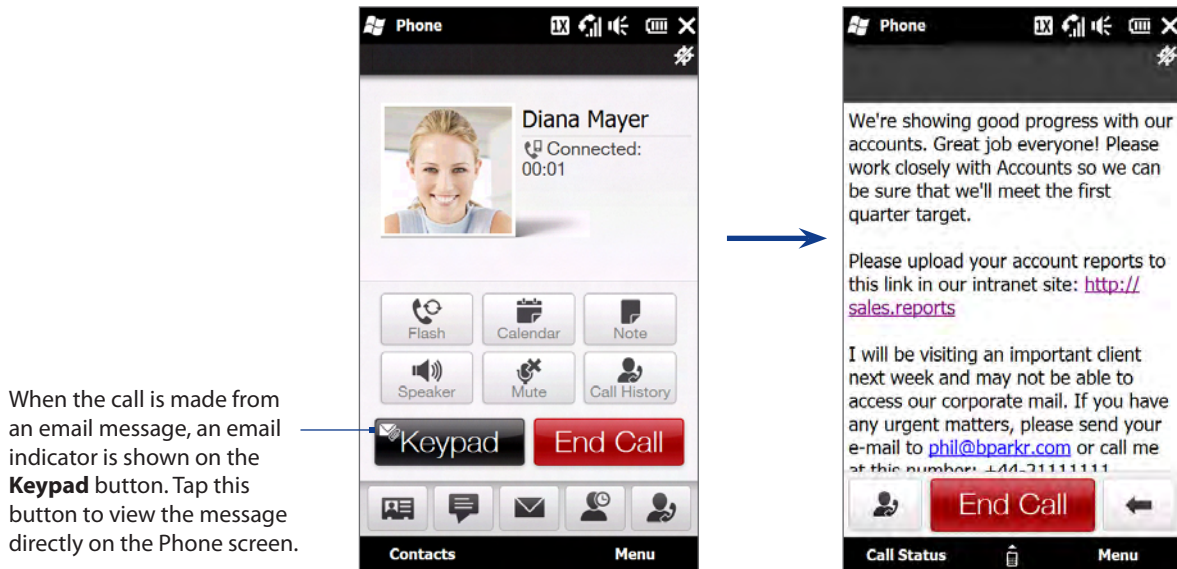 When the call is made from
an email message, an email
indicator is shown on the
Keypad button. Tap this
button to view the message
directly on the Phone screen.
Phone
1X
Diana Mayer
Connected:
00:01
Flash
Calendar
Note
Speaker
Mute
Call History
Keypad
End Call
Contacts
Menu
Phone
1X
We're showing good progress with our
accounts. Great job everyone! Please
work closely with Accounts so we can
be sure that we'll meet the first
quarter target.
Please upload your account reports to
this link in our intranet site: http://
sales.reports
I will be visiting an important client
next week and may not be able to
access our corporate mail. If you have
any urgent matters, please send your
e-mail to phil@bparkr.com or call me
at this number: +44-21111111
End Call
Call Status
Menu